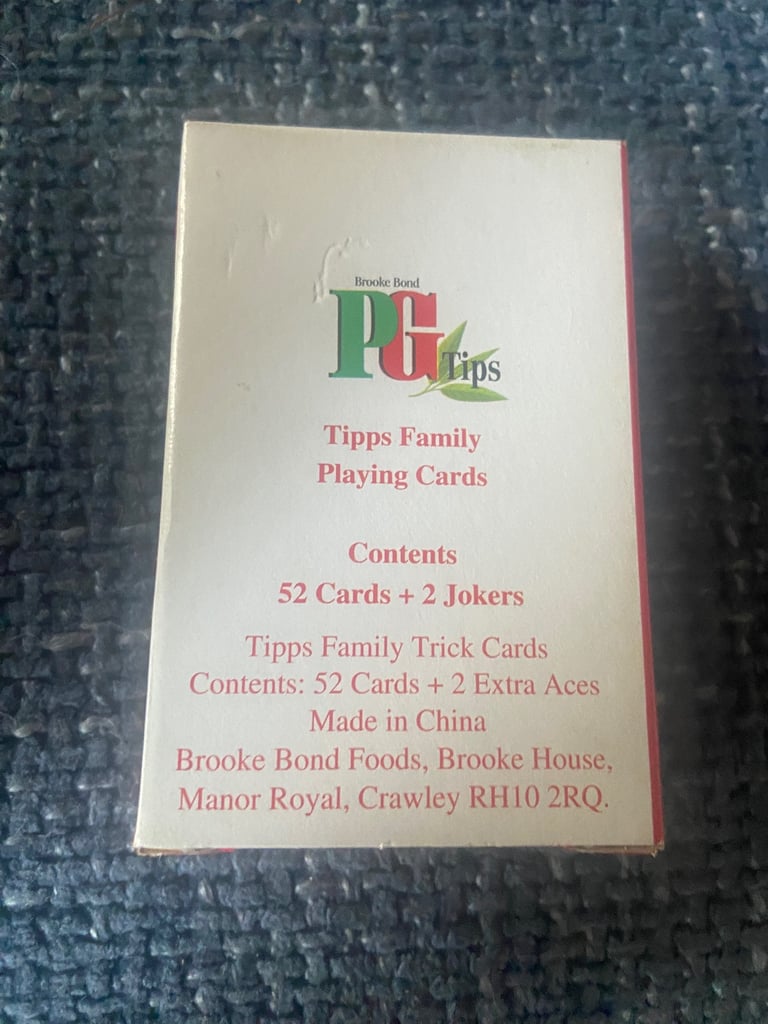 Brooke Bond
PG Tips
Tipps Family
Playing Cards
Contents
52 Cards + 2 Jokers
Tipps Family Trick Cards
Contents: 52 Cards + 2 Extra Aces
Made in China
Brooke Bond Foods, Brooke House,
Manor Royal, Crawley RH10 2RQ.